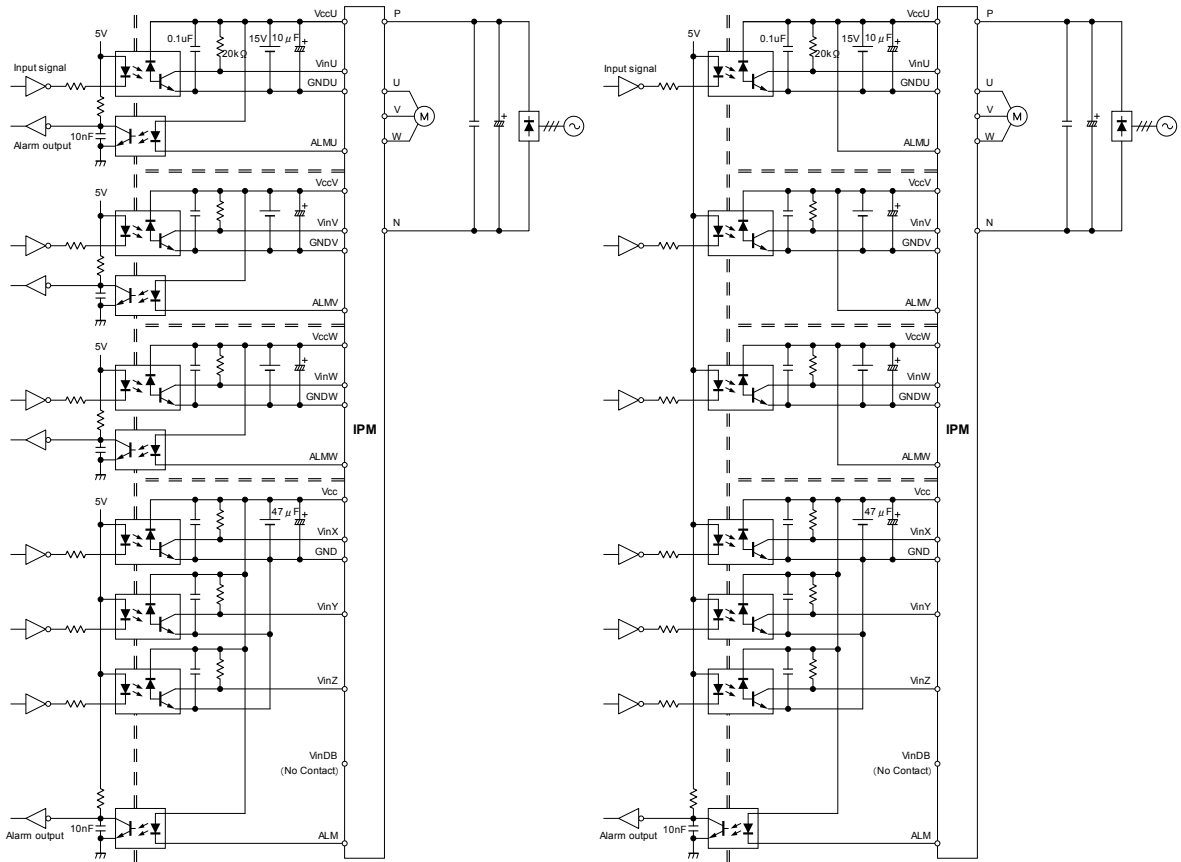 VccU
P
5V
0.1uF
20kΩ
15V
10μF
+
+
Input signal
VinU
GNDU
U
V
W
M
10nF
Alarm output
ALMU
VccV
5V
+
VinV
N
GNDV
ALMV
VccW
5V
+
VinW
GNDW
IPM
ALMW
Vcc
5V
47μF
+
VinX
GND
VinY
VinZ
VinDB
(No Contact)
10nF
Alarm output
ALM
VccU
P
5V
0.1uF
20kΩ
15V
10μF
+
+
Input signal
VinU
GNDU
U
V
W
M
ALMU
VccV
+
VinV
N
GNDV
ALMV
VccW
+
VinW
GNDW
IPM
ALMW
Vcc
47μF
+
VinX
GND
VinY
VinZ
VinDB
(No Contact)
10nF
Alarm output
ALM